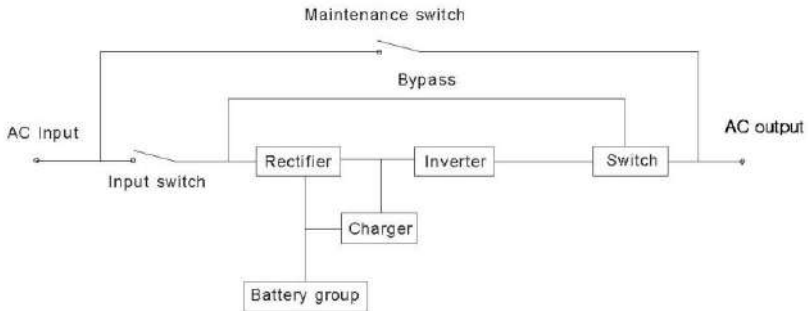 Maintenance switch
Bypass
AC Input
AC output
Rectifier
Inverter
Switch
Input switch
Charger
Battery group